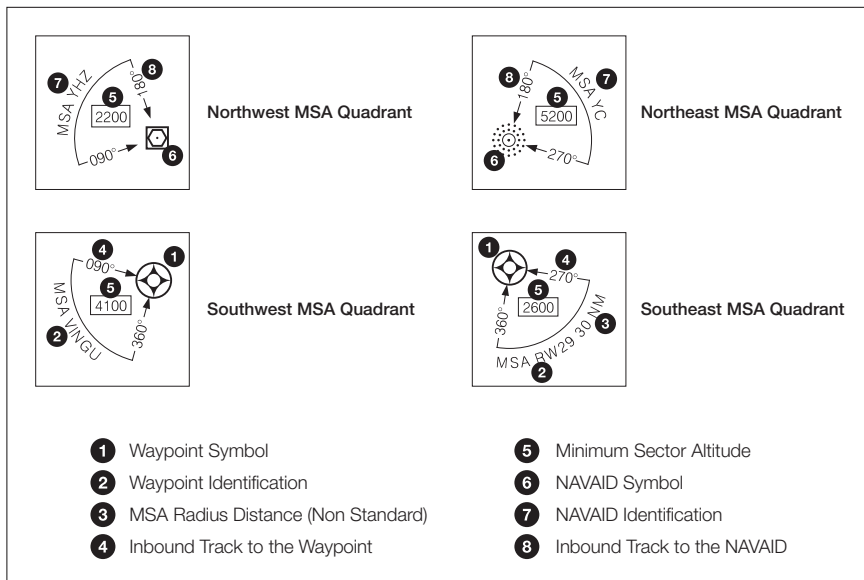 7
MSA YHZ
8
180°
5
2200
090°
6
Northwest MSA Quadrant
8
180°
MSA YC
7
5
5200
6
270°
Northeast MSA Quadrant
4
090°
1
5
4100
MSA VINGU
2
360°
Southwest MSA Quadrant
1
4
270°
5
2600
360°
MSA RW29 30 NM
3
2
Southeast MSA Quadrant
1 Waypoint Symbol
2 Waypoint Identification
3 MSA Radius Distance (Non Standard)
4 Inbound Track to the Waypoint
5 Minimum Sector Altitude
6 NAVAID Symbol
7 NAVAID Identification
8 Inbound Track to the NAVAID